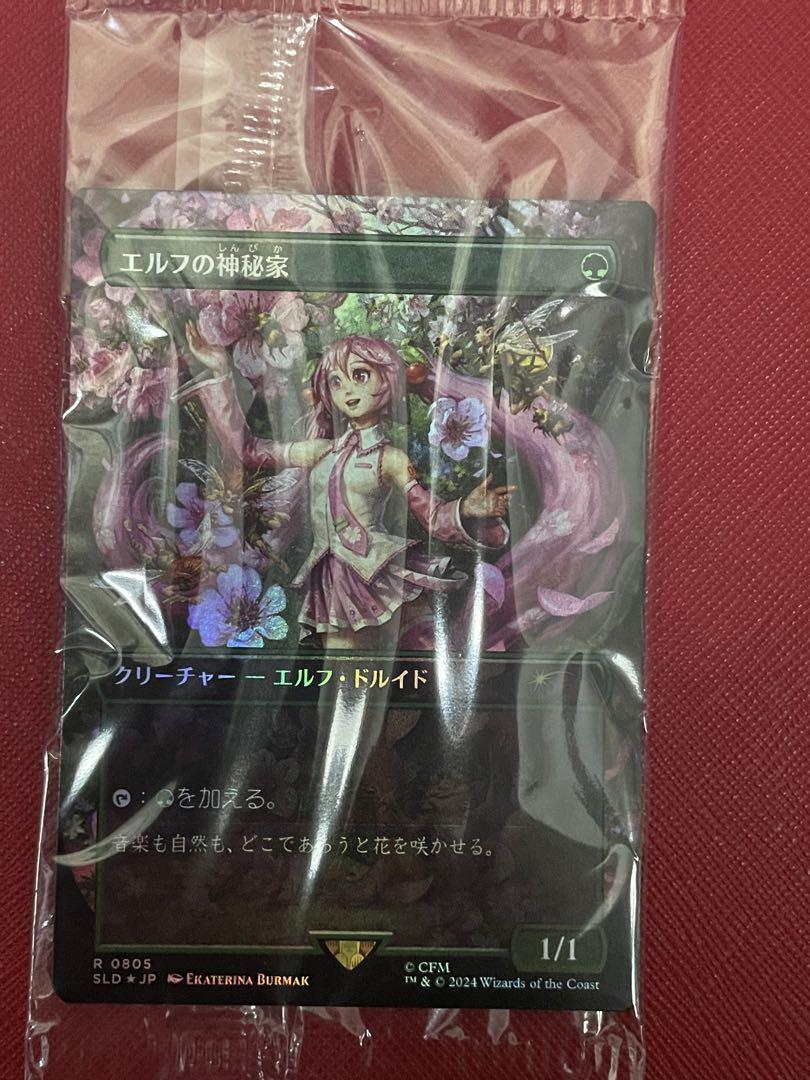 しんぴか
エルフの神秘家
クリーチャー — エルフ・ドルイド
:を加える。
音楽も自然も、どこであろうと花を咲かせる。
1/1
R 0805
SLD★JP EKATERINA BURMAK
© CFM
™ & © 2024 Wizards of the Coast